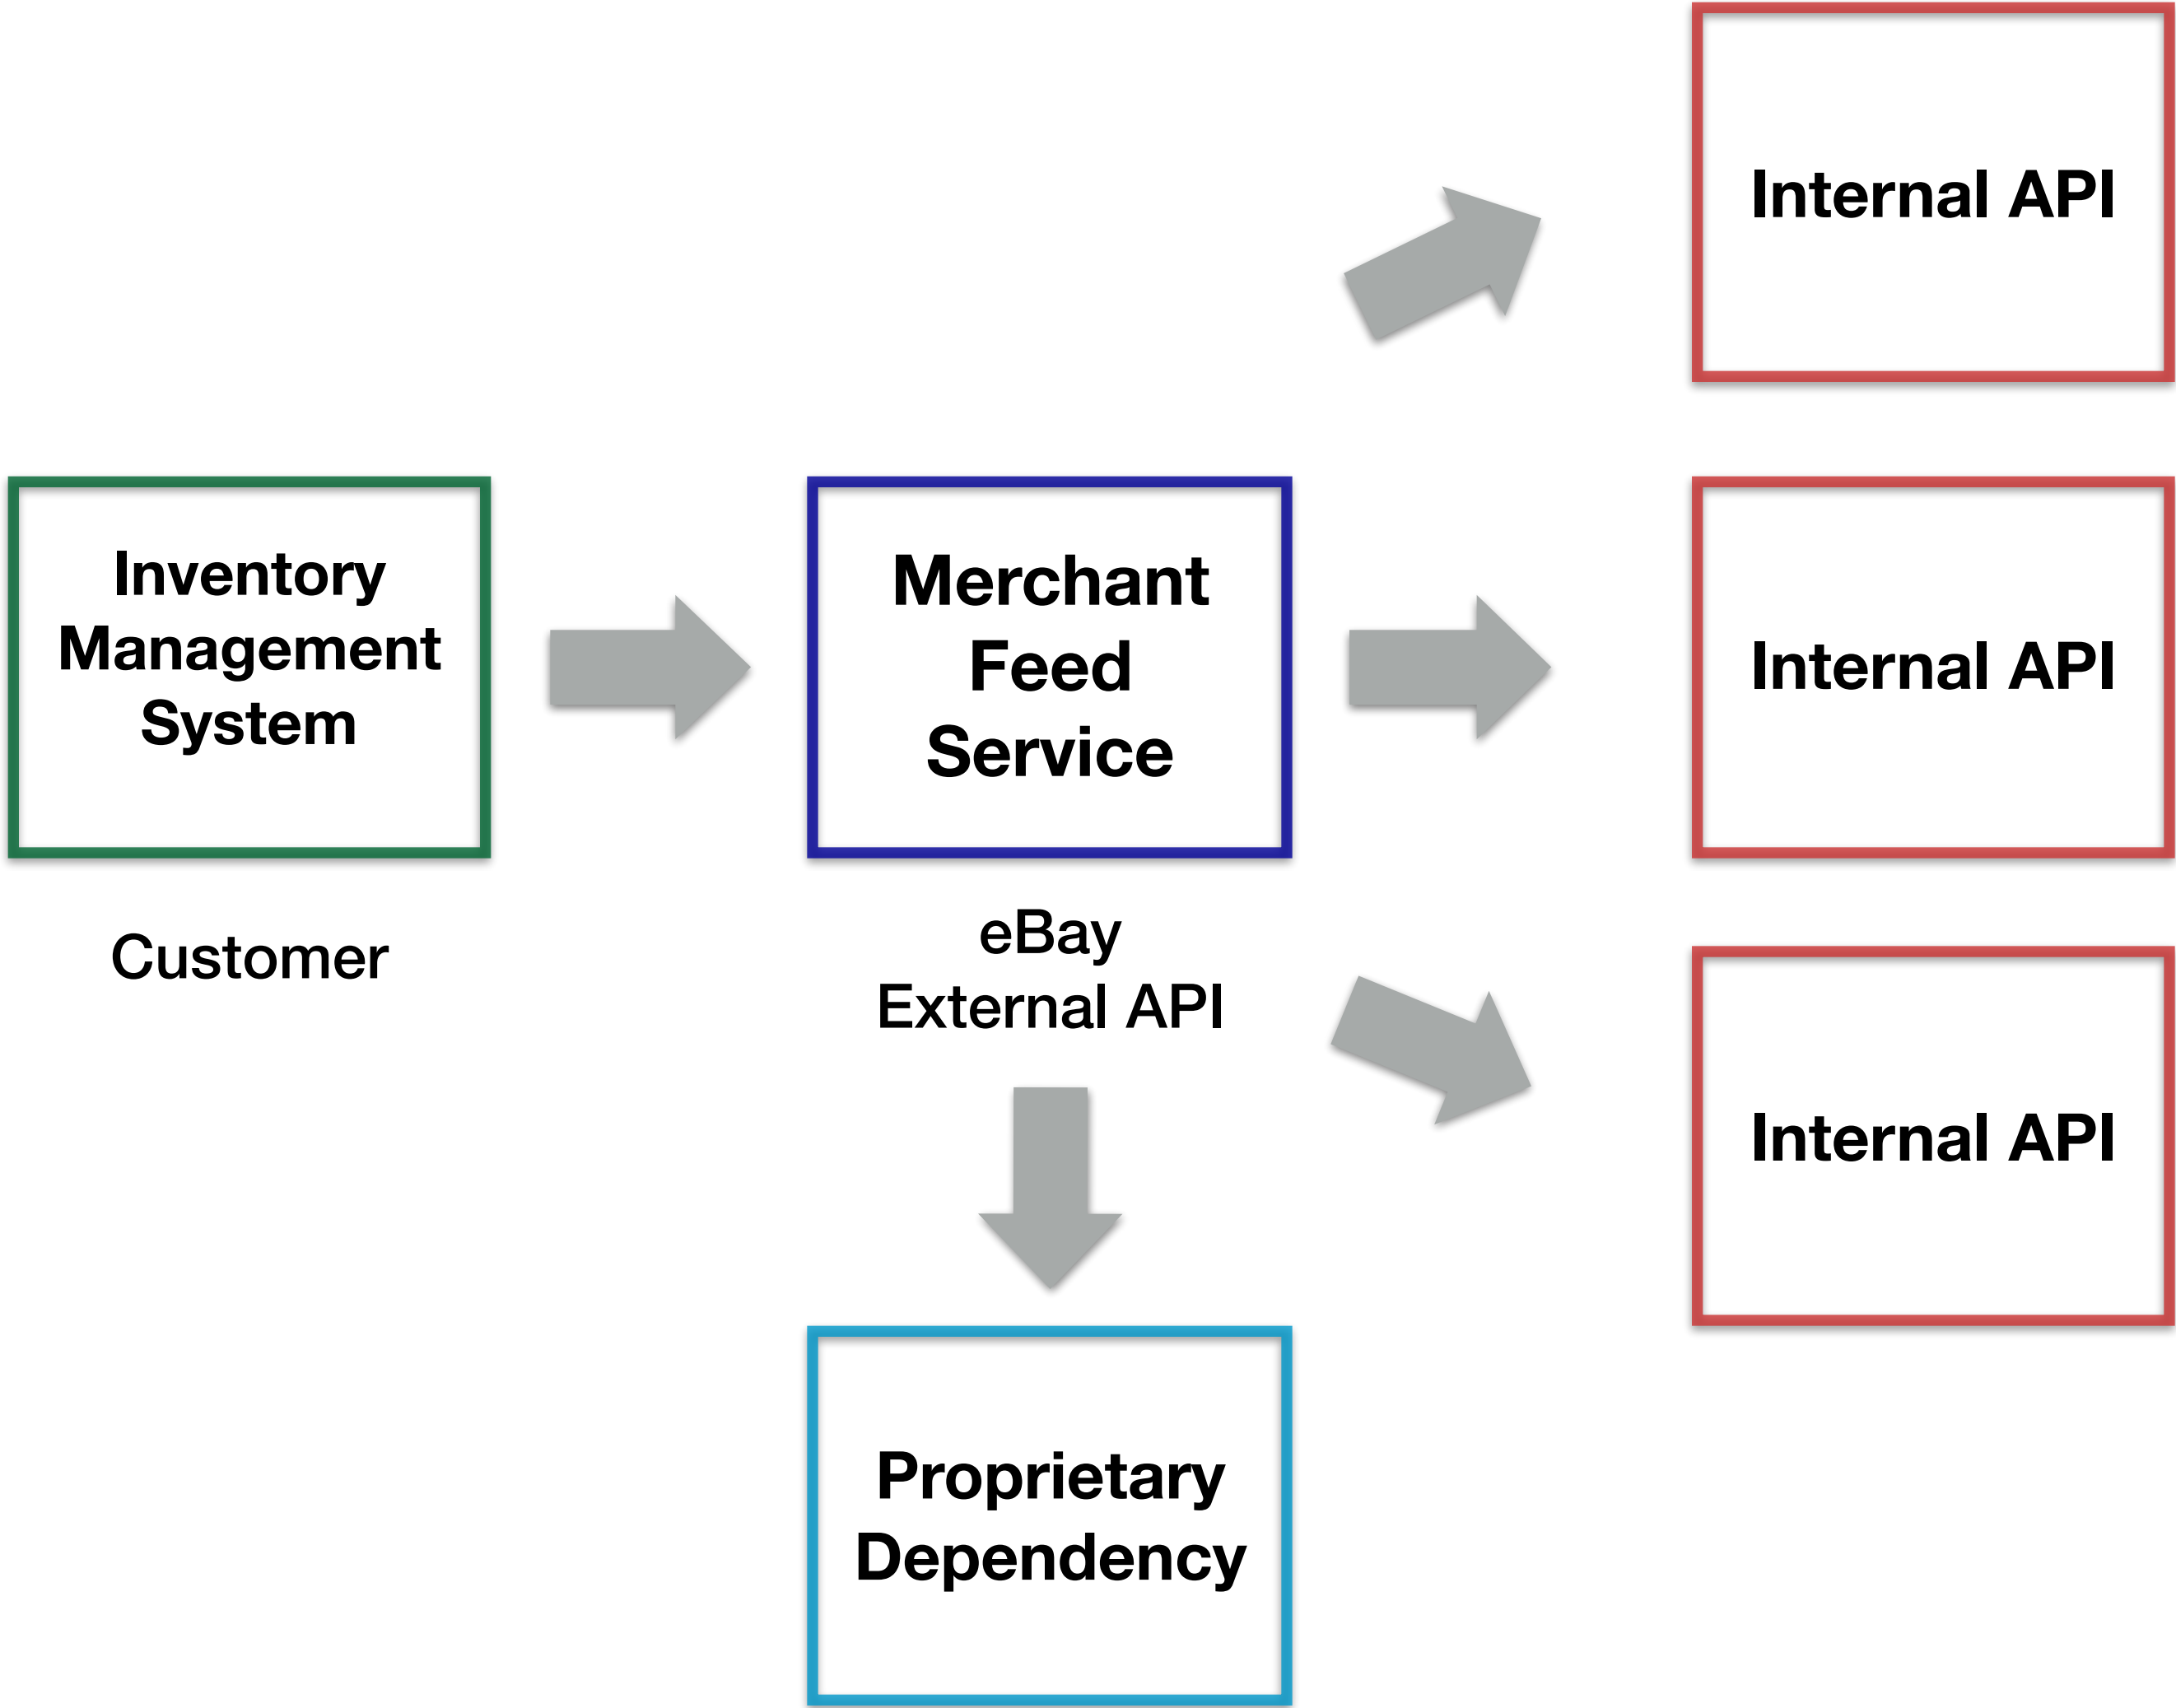 Internal API
Inventory
Management
System
Customer
Merchant
Feed
Service
eBay
External API
Internal API
Internal API
Proprietary
Dependency